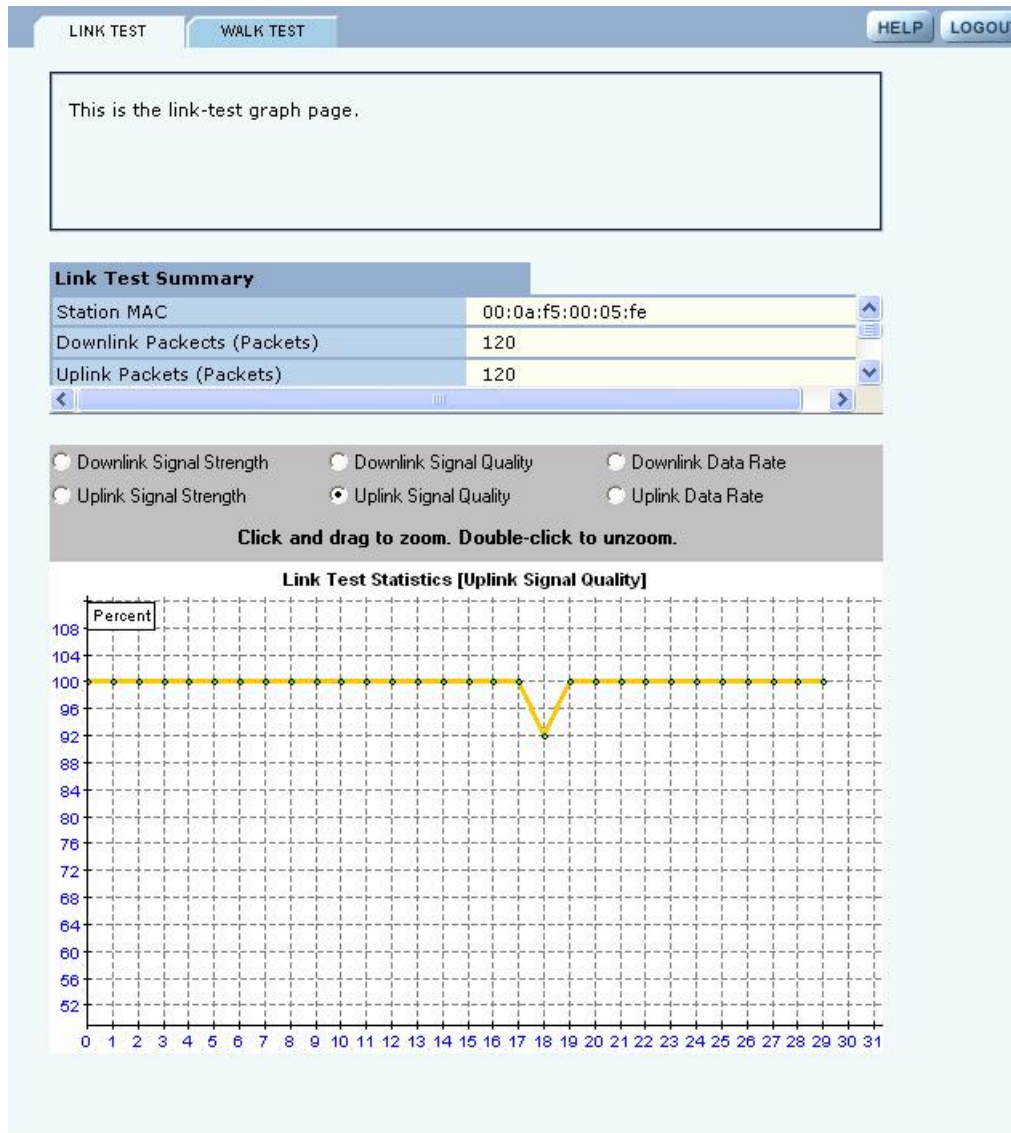 LINK TEST WALK TEST HELP LOGOU
This is the link-test graph page.
Link Test Summary
Station MAC 00:0a:f5:00:05:fe
Downlink Packects (Packets) 120
Uplink Packets (Packets) 120
Downlink Signal Strength Downlink Signal Quality Downlink Data Rate
Uplink Signal Strength Uplink Signal Quality Uplink Data Rate
Click and drag to zoom. Double-click to unzoom.
Link Test Statistics [Uplink Signal Quality]
Percent
108
104
100
96
92
88
84
80
76
72
68
64
60
56
52
0 1 2 3 4 5 6 7 8 9 10 11 12 13 14 15 16 17 18 19 20 21 22 23 24 25 26 27 28 29 30 31